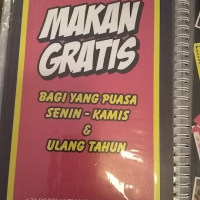 MAKAN
GRATIS
BAGI YANG PUASA
SENIN - KAMIS
&
ULANG TAHUN